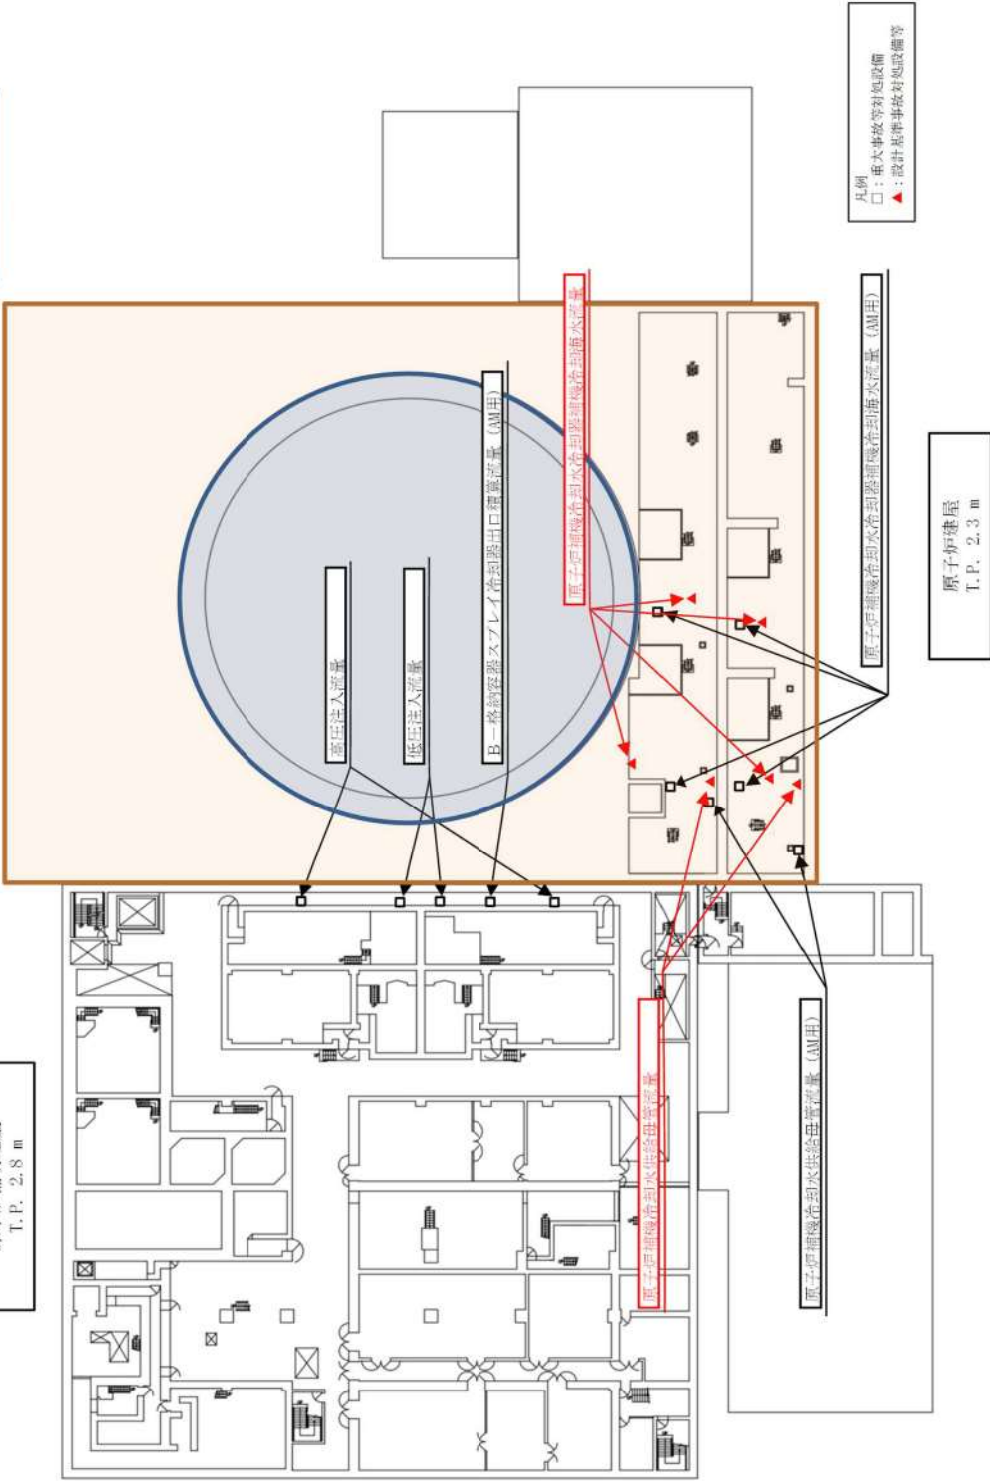 T.P. 2.8 m
高圧注入流量
低圧注入流量
B－格納容器スプレイ冷却器出口積算流量（AM用）
原子炉補機冷却水冷却器補機冷却海水流量
原子炉補機冷却水供給母管流量
原子炉補機冷却水供給母管流量（AM用）
原子炉補機冷却水冷却器補機冷却海水流量（AM用）
凡例
□：重大事故等対処設備
▲：設計基準事故対処設備等
原子炉建屋
T.P. 2.3 m